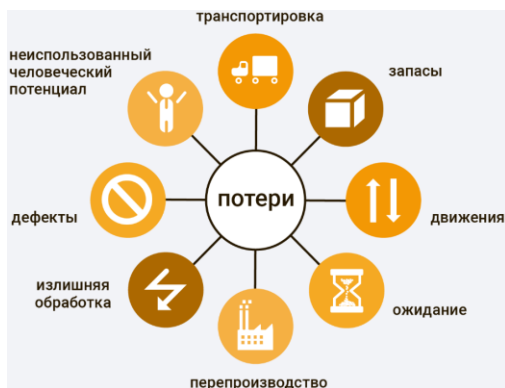 транспортировка
неиспользованный
человеческий
потенциал
запасы
потери
дефекты
движения
излишняя
обработка
ожидание
перепроизводство